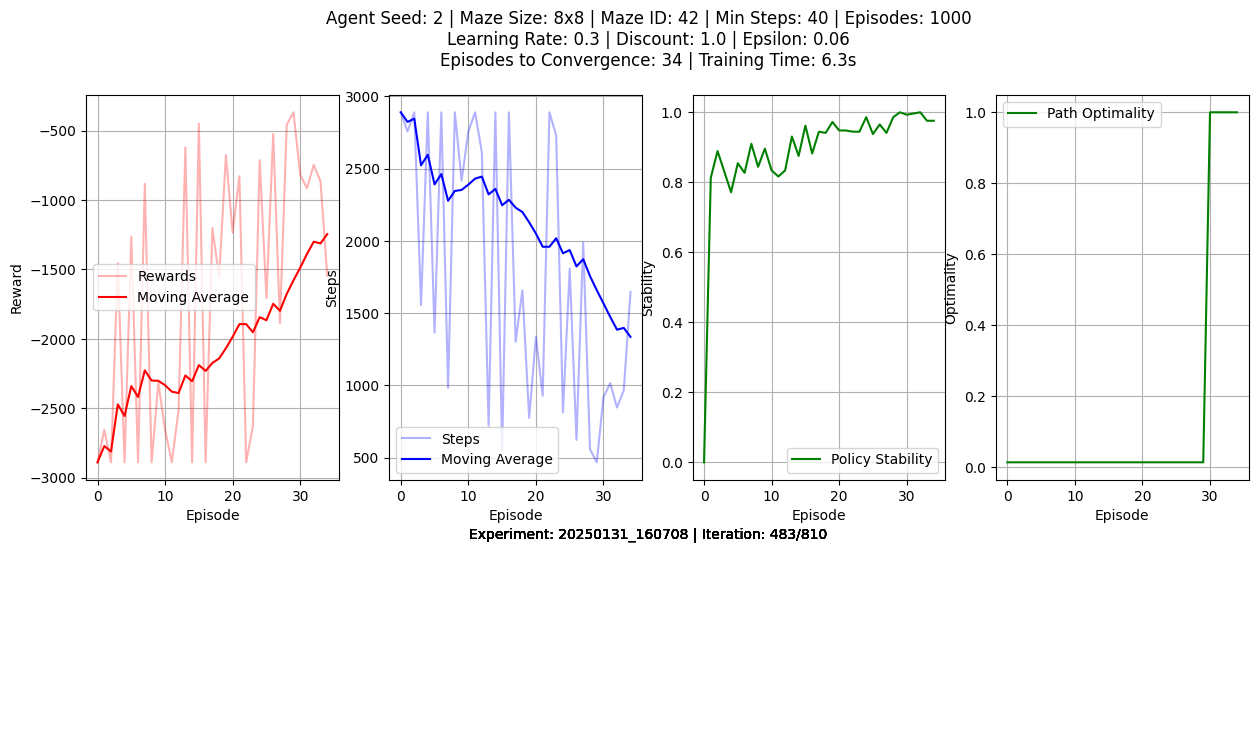 Agent Seed: 2 | Maze Size: 8x8 | Maze ID: 42 | Min Steps: 40 | Episodes: 1000
Learning Rate: 0.3 | Discount: 1.0 | Epsilon: 0.06
Episodes to Convergence: 34 | Training Time: 6.3s
Reward
−500
−1000
−1500
−2000
−2500
−3000
Rewards
Moving Average
0 10 20 30
Episode
Steps
3000
2500
2000
1500
1000
500
Steps
Moving Average
0 10 20 30
Episode
Stability
1.0
0.8
0.6
0.4
0.2
0.0
Policy Stability
0 10 20 30
Episode
Optimality
1.0
0.8
0.6
0.4
0.2
0.0
Path Optimality
0 10 20 30
Episode
Experiment: 20250131_160708 | Iteration: 483/810